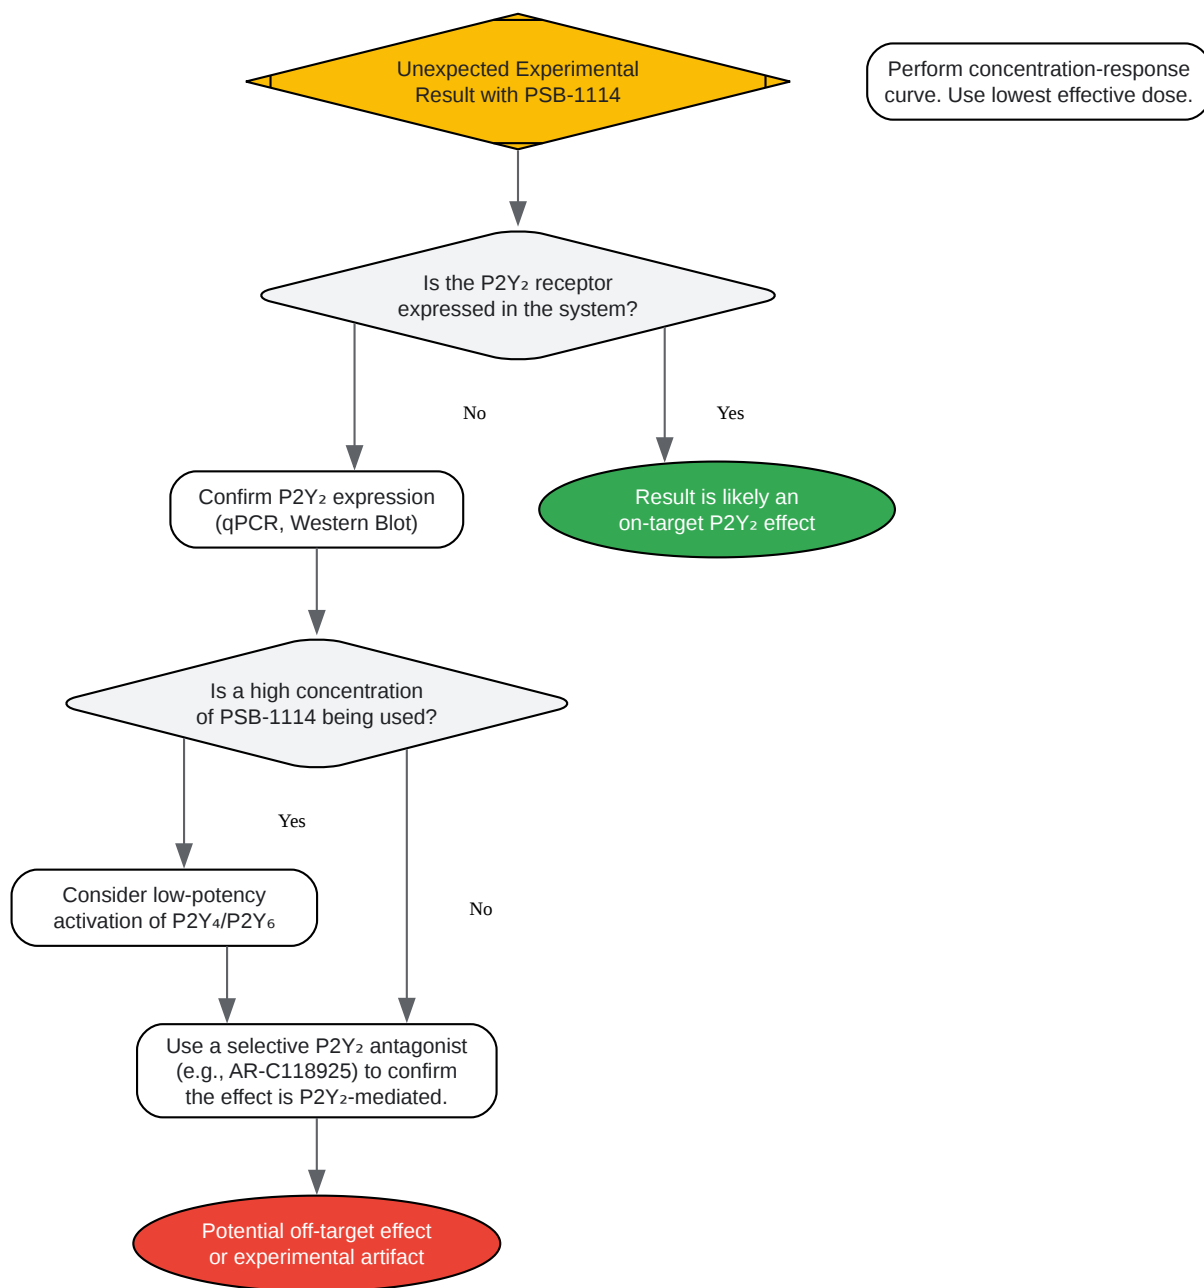 Unexpected Experimental
Result with PSB-1114
Perform concentration-response
curve. Use lowest effective dose.
Is the P2Y₂ receptor
expressed in the system?
No
Yes
Confirm P2Y₂ expression
(qPCR, Western Blot)
Result is likely an
on-target P2Y₂ effect
Is a high concentration
of PSB-1114 being used?
Yes
Consider low-potency
activation of P2Y₄/P2Y₆
No
Use a selective P2Y₂ antagonist
(e.g., AR-C118925) to confirm
the effect is P2Y₂-mediated.
Potential off-target effect
or experimental artifact